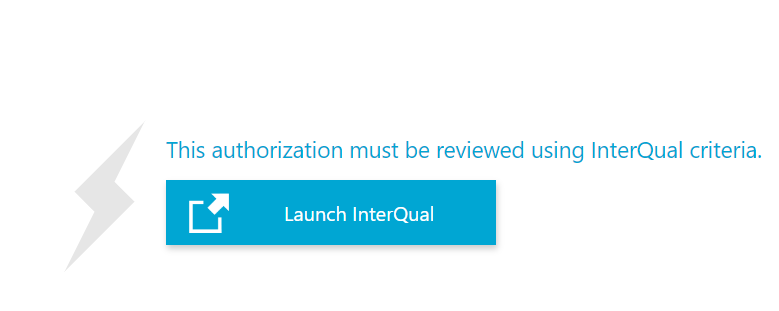 This authorization must be reviewed using InterQual criteria.
Launch InterQual